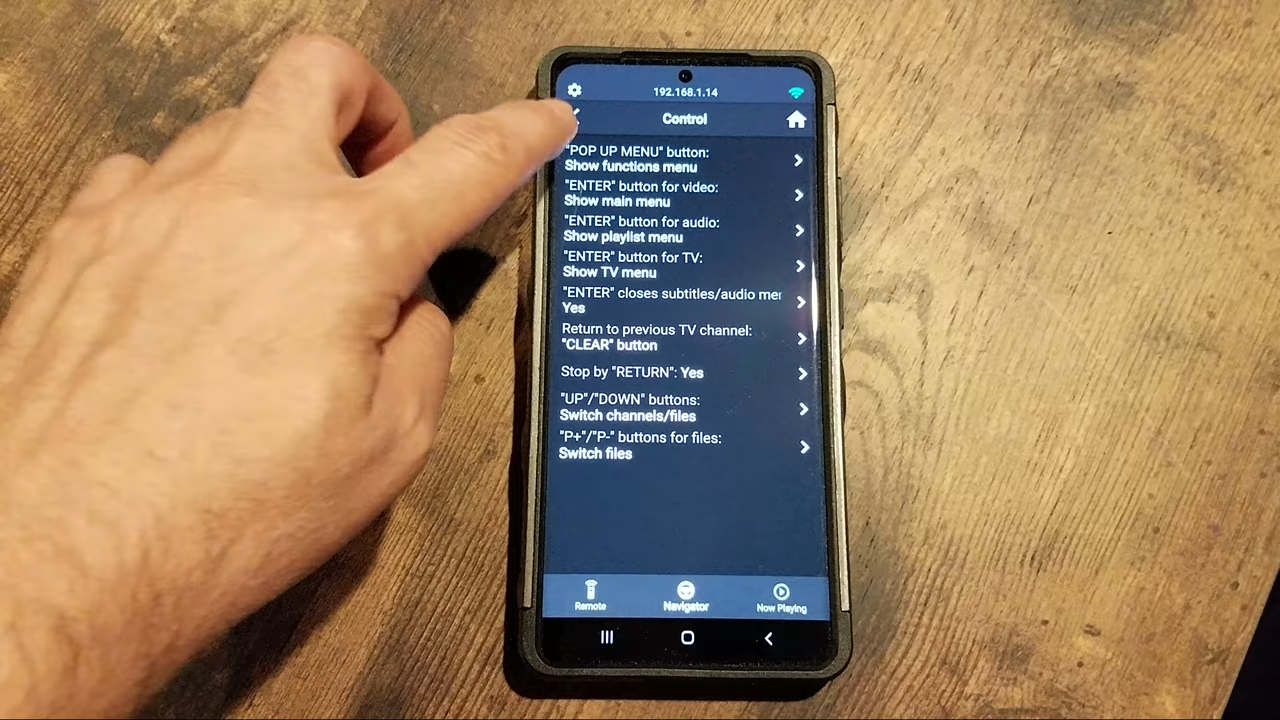 192.168.1.14
Control
"POP UP MENU" button:
Show functions menu
"ENTER" button for video:
Show main menu
"ENTER" button for audio:
Show playlist menu
"ENTER" button for TV:
Show TV menu
"ENTER" closes subtitles/audio mer
Yes
Return to previous TV channel:
"CLEAR" button
Stop by "RETURN": Yes
"UP"/"DOWN" buttons:
Switch channels/files
"P+"/"P-" buttons for files:
Switch files
Remote Navigator Now Playing